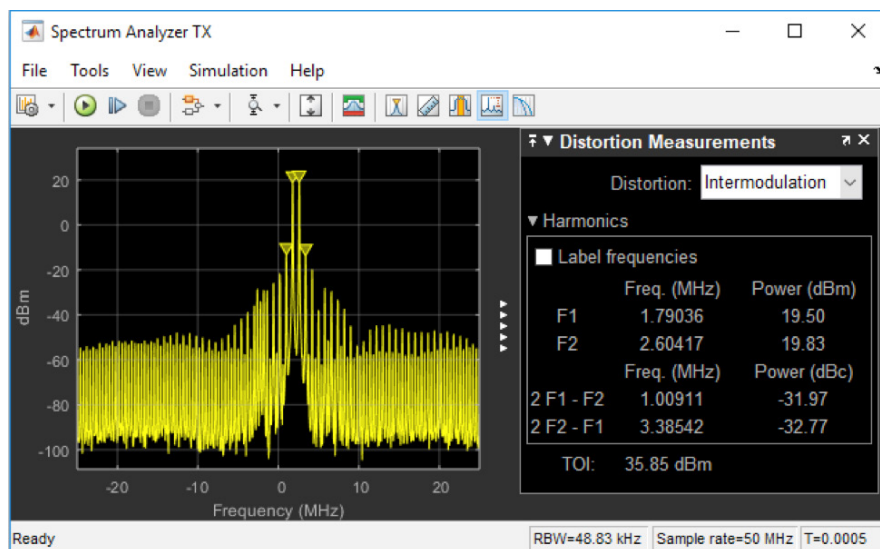 Spectrum Analyzer TX
File Tools View Simulation Help
Distortion Measurements
Distortion: Intermodulation
Harmonics
Label frequencies
Freq. (MHz) Power (dBm)
F1 1.79036 19.50
F2 2.60417 19.83
Freq. (MHz) Power (dBc)
2 F1 - F2 1.00911 -31.97
2 F2 - F1 3.38542 -32.77
TOI: 35.85 dBm
20
0
-20
-40
-60
-80
-100
dBm
-20 -10 0 10 20
Frequency (MHz)
Ready RBW=48.83 kHz Sample rate=50 MHz T=0.0005